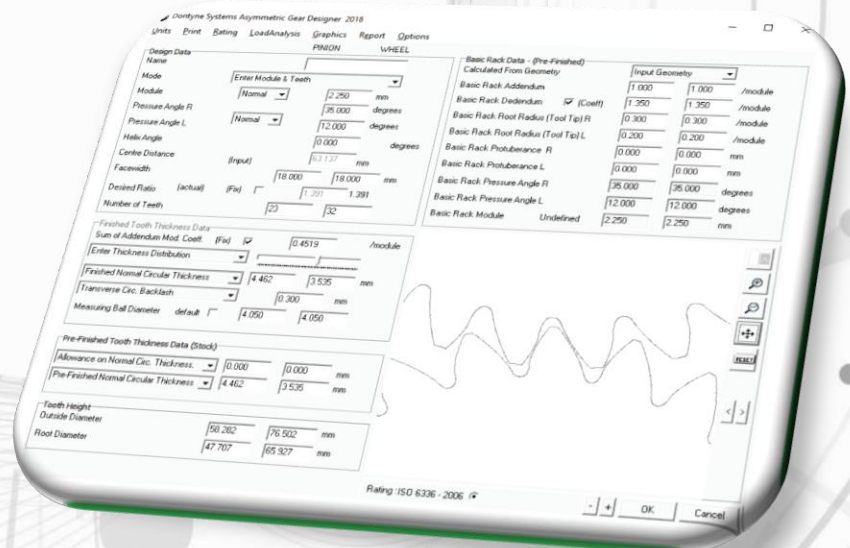 Dontyne Systems Asymmetric Gear Designer 2018
Units Print Rating LoadAnalysis Graphics Report Options
PINION WHEEL
Design Data
Name
Mode Enter Module & Teeth
Module Normal 2.250 mm
Pressure Angle R 35.000 degrees
Pressure Angle L Normal 12.000 degrees
Helix Angle 0.000 degrees
Centre Distance (Input) 63.137 mm
Facewidth 18.000 18.000 mm
Desired Ratio (actual) (Fix) 1.391 1.391
Number of Teeth 23 32
Finished Tooth Thickness Data
Sum of Addendum Mod. Coeff. (Fix) 0.4519 /module
Enter Thickness Distribution
Finished Normal Circular Thickness 4.462 3.535 mm
Transverse Circ. Backlash 0.300 mm
Measuring Ball Diameter default 4.050 4.050
Pre-Finished Tooth Thickness Data (Stock)
Allowance on Normal Circ. Thickness. 0.000 0.000 mm
Pre-Finished Normal Circular Thickness 4.462 3.535 mm
Tooth Height
Outside Diameter 58.282 76.502 mm
Root Diameter 47.707 65.927 mm
Basic Rack Data - (Pre-Finished)
Calculated From Geometry Input Geometry
Basic Rack Addendum 1.000 1.000 /module
Basic Rack Dedendum (Coeff) 1.350 1.350 /module
Basic Rack Root Radius (Tool Tip) R 0.300 0.300 /module
Basic Rack Root Radius (Tool Tip) L 0.200 0.200 /module
Basic Rack Protuberance R 0.000 0.000 mm
Basic Rack Protuberance L 0.000 0.000 mm
Basic Rack Pressure Angle R 35.000 35.000 degrees
Basic Rack Pressure Angle L 12.000 12.000 degrees
Basic Rack Module Undefined 2.250 2.250 mm
RESET
< >
Rating : ISO 6336 - 2006
- + OK Cancel